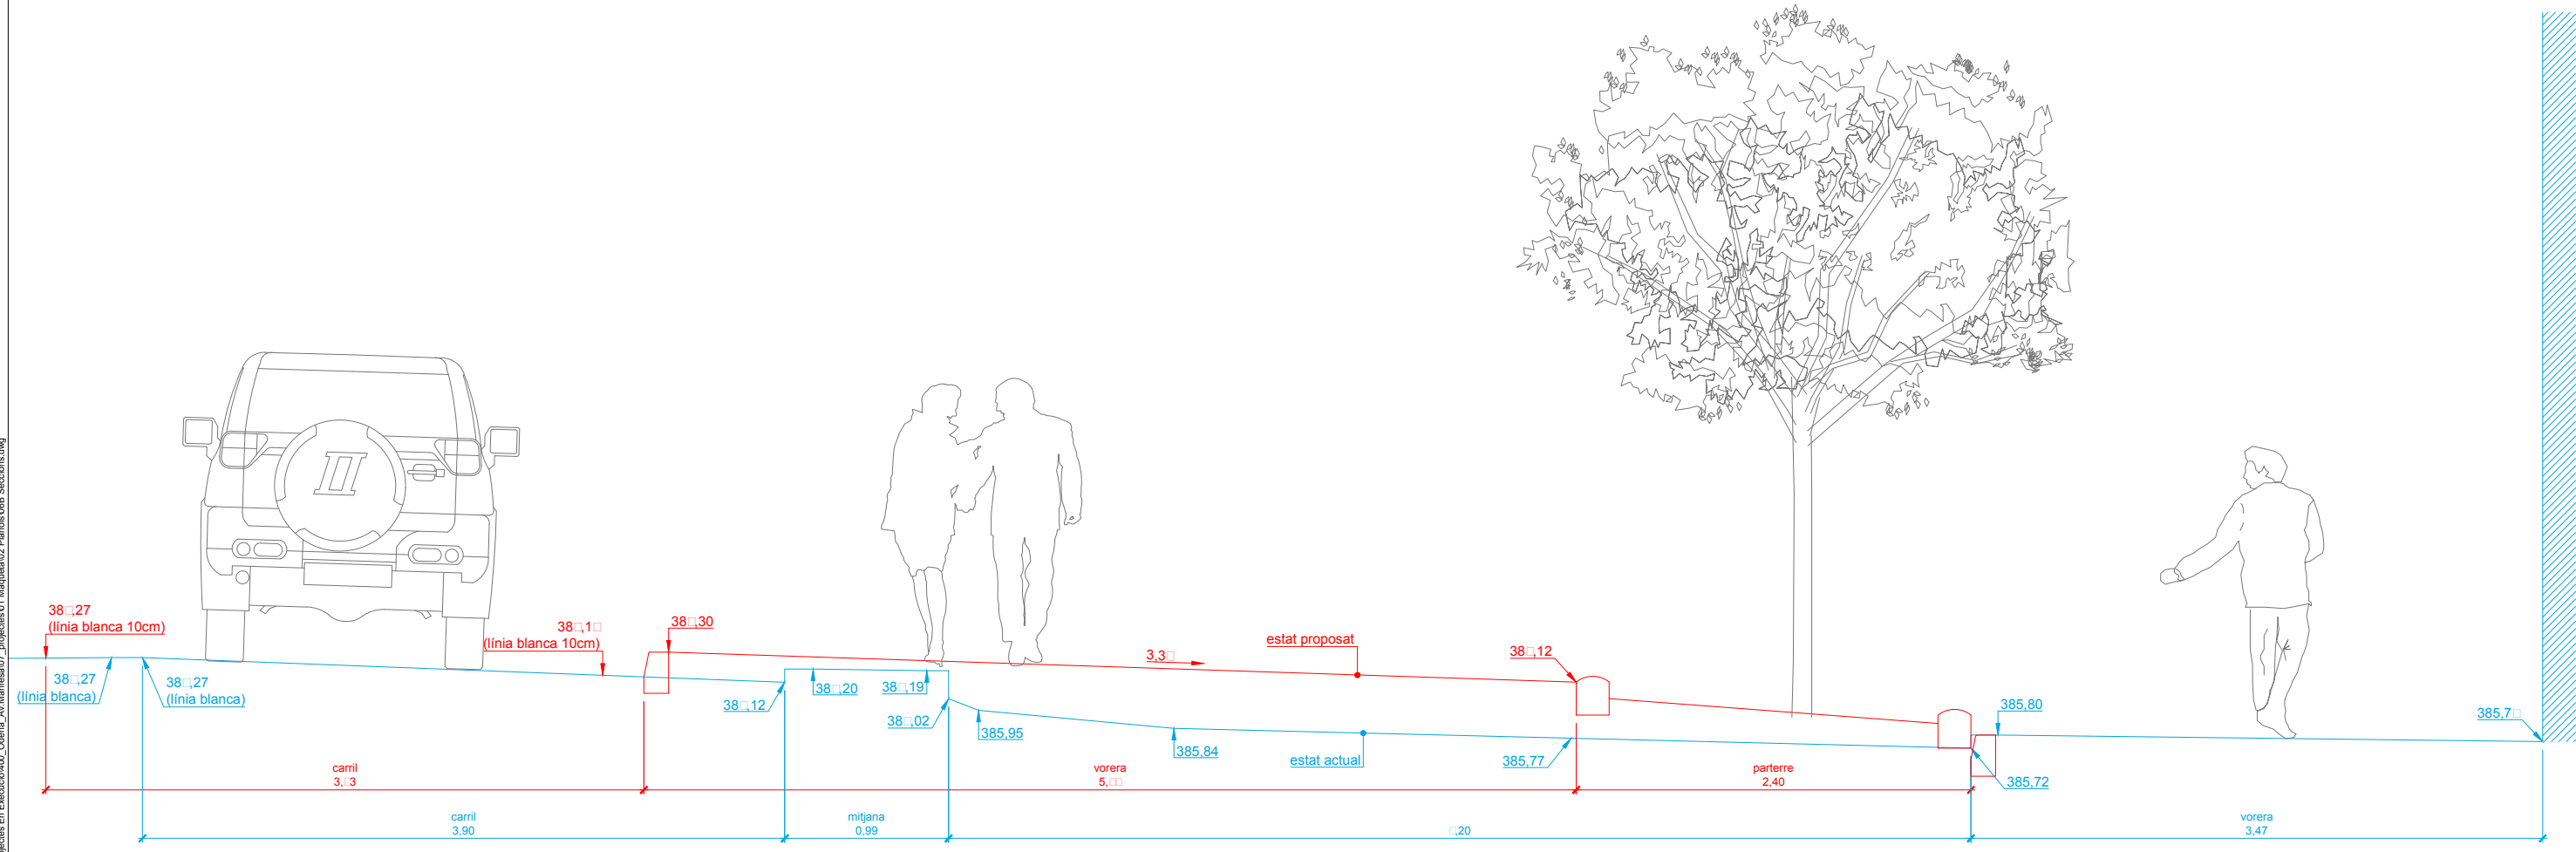 38□,27
(línia blanca 10cm)
38□,27
(línia blanca)
38□,27
(línia blanca)
38□,1□
(línia blanca 10cm)
38□,30
38□,12
38□,20
38□,19
38□,02
385,95
3,3□
385,84
estat proposat
estat actual
38□,12
385,77
385,80
385,72
385,7□
carril
3,□3
vorera
5,□□
parterre
2,40
carril
3,90
mitjana
0,99
□,20
vorera
3,47